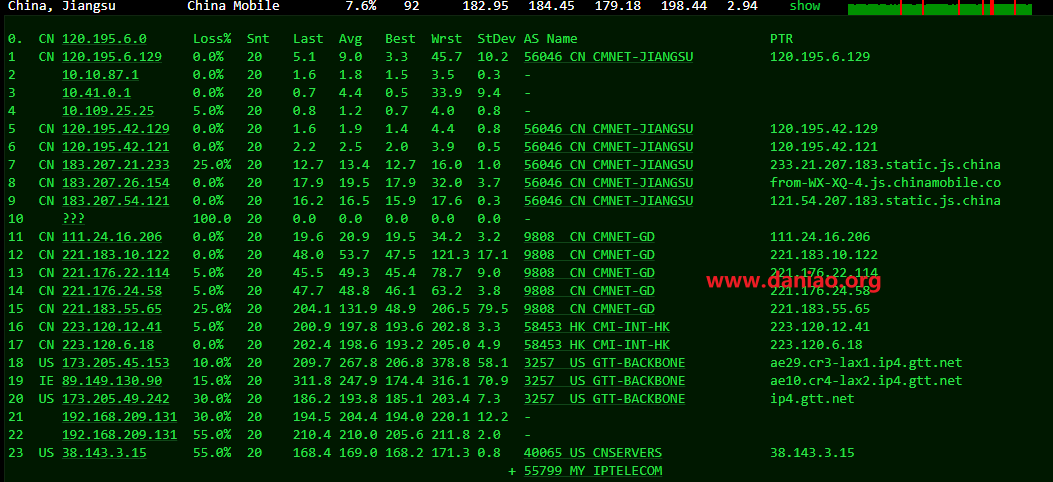 China, Jiangsu China Mobile 7.6% 92 182.95 184.45 179.18 198.44 2.94 show
0. CN 120.195.6.0 Loss% Snt Last Avg Best Wrst StDev AS Name PTR
1 CN 120.195.6.129 0.0% 20 5.1 9.0 3.3 45.7 10.2 56046 CN CMNET-JIANGSU 120.195.6.129
2 10.10.87.1 0.0% 20 1.6 1.8 1.5 3.5 0.3 -
3 10.41.0.1 0.0% 20 0.7 4.4 0.5 33.9 9.4 -
4 10.109.25.25 5.0% 20 0.8 1.2 0.7 4.0 0.8 -
5 CN 120.195.42.129 0.0% 20 1.6 1.9 1.4 4.4 0.8 56046 CN CMNET-JIANGSU 120.195.42.129
6 CN 120.195.42.121 0.0% 20 2.2 2.5 2.0 3.9 0.5 56046 CN CMNET-JIANGSU 120.195.42.121
7 CN 183.207.21.233 25.0% 20 12.7 13.4 12.7 16.0 1.0 56046 CN CMNET-JIANGSU 233.21.207.183.static.js.china
8 CN 183.207.26.154 0.0% 20 17.9 19.5 17.9 32.0 3.7 56046 CN CMNET-JIANGSU from-WX-XQ-4.js.chinamobile.co
9 CN 183.207.54.121 0.0% 20 16.2 16.5 15.9 17.6 0.3 56046 CN CMNET-JIANGSU 121.54.207.183.static.js.china
10 ??? 100.0 20 0.0 0.0 0.0 0.0 0.0 -
11 CN 111.24.16.206 0.0% 20 19.6 20.9 19.5 34.2 3.2 9808 CN CMNET-GD 111.24.16.206
12 CN 221.183.10.122 0.0% 20 48.0 53.7 47.5 121.3 17.1 9808 CN CMNET-GD 221.183.10.122
13 CN 221.176.22.114 5.0% 20 45.5 49.3 45.4 78.7 9.0 9808 CN CMNET-GD 221.176.22.114
www.daniao.org
14 CN 221.176.24.58 5.0% 20 47.7 48.8 46.1 63.2 3.8 9808 CN CMNET-GD 221.176.24.58
15 CN 221.183.55.65 25.0% 20 204.1 131.9 48.9 206.5 79.5 9808 CN CMNET-GD 221.183.55.65
16 CN 223.120.12.41 5.0% 20 200.9 197.8 193.6 202.8 3.3 58453 HK CMI-INT-HK 223.120.12.41
17 CN 223.120.6.18 0.0% 20 202.4 198.6 193.2 205.0 4.9 58453 HK CMI-INT-HK 223.120.6.18
18 US 173.205.45.153 10.0% 20 209.7 267.8 206.8 378.8 58.1 3257 US GTT-BACKBONE ae29.cr3-lax1.ip4.gtt.net
19 IE 89.149.130.90 15.0% 20 311.8 247.9 174.4 316.1 70.9 3257 US GTT-BACKBONE ae10.cr4-lax2.ip4.gtt.net
20 US 173.205.49.242 30.0% 20 186.2 193.8 185.1 203.4 7.3 3257 US GTT-BACKBONE ip4.gtt.net
21 192.168.209.131 30.0% 20 194.5 204.4 194.0 220.1 12.2 -
22 192.168.209.131 55.0% 20 210.4 210.0 205.6 211.8 2.0 -
23 US 38.143.3.15 55.0% 20 168.4 169.0 168.2 171.3 0.8 40065 US CNSERVERS 38.143.3.15
+ 55799 MY IPTELECOM